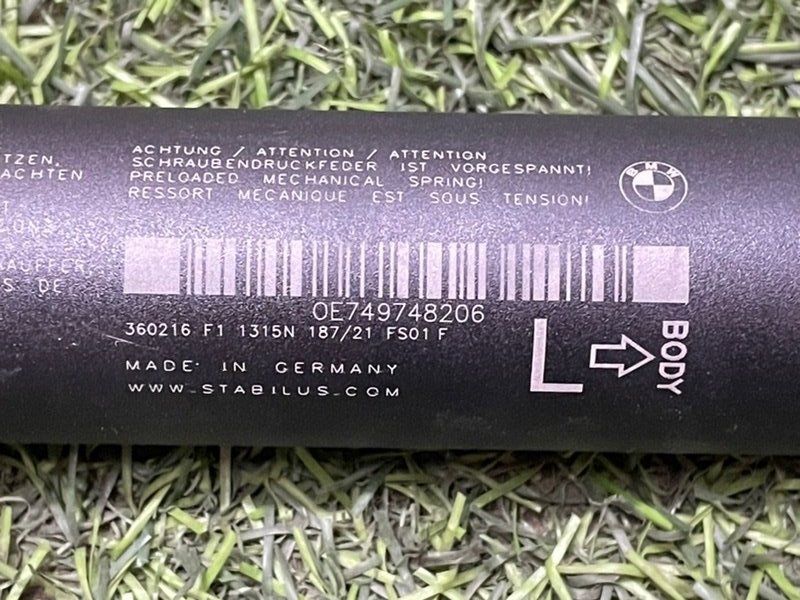 TZEN.
ACHTEN
DE
ACHTUNG / ATTENTION / ATTENTION
SCHRAUBENDRUCKFEDER IST VORGESPANNT!
PRELOADED MECHANICAL SPRING!
RESSORT MECANIQUE EST SOUS TENSION!
BMW
OE749748206
360216 F1 1315N 187/21 FS01 F
MADE IN GERMANY
WWW.STABILUS.COM
L
BODY